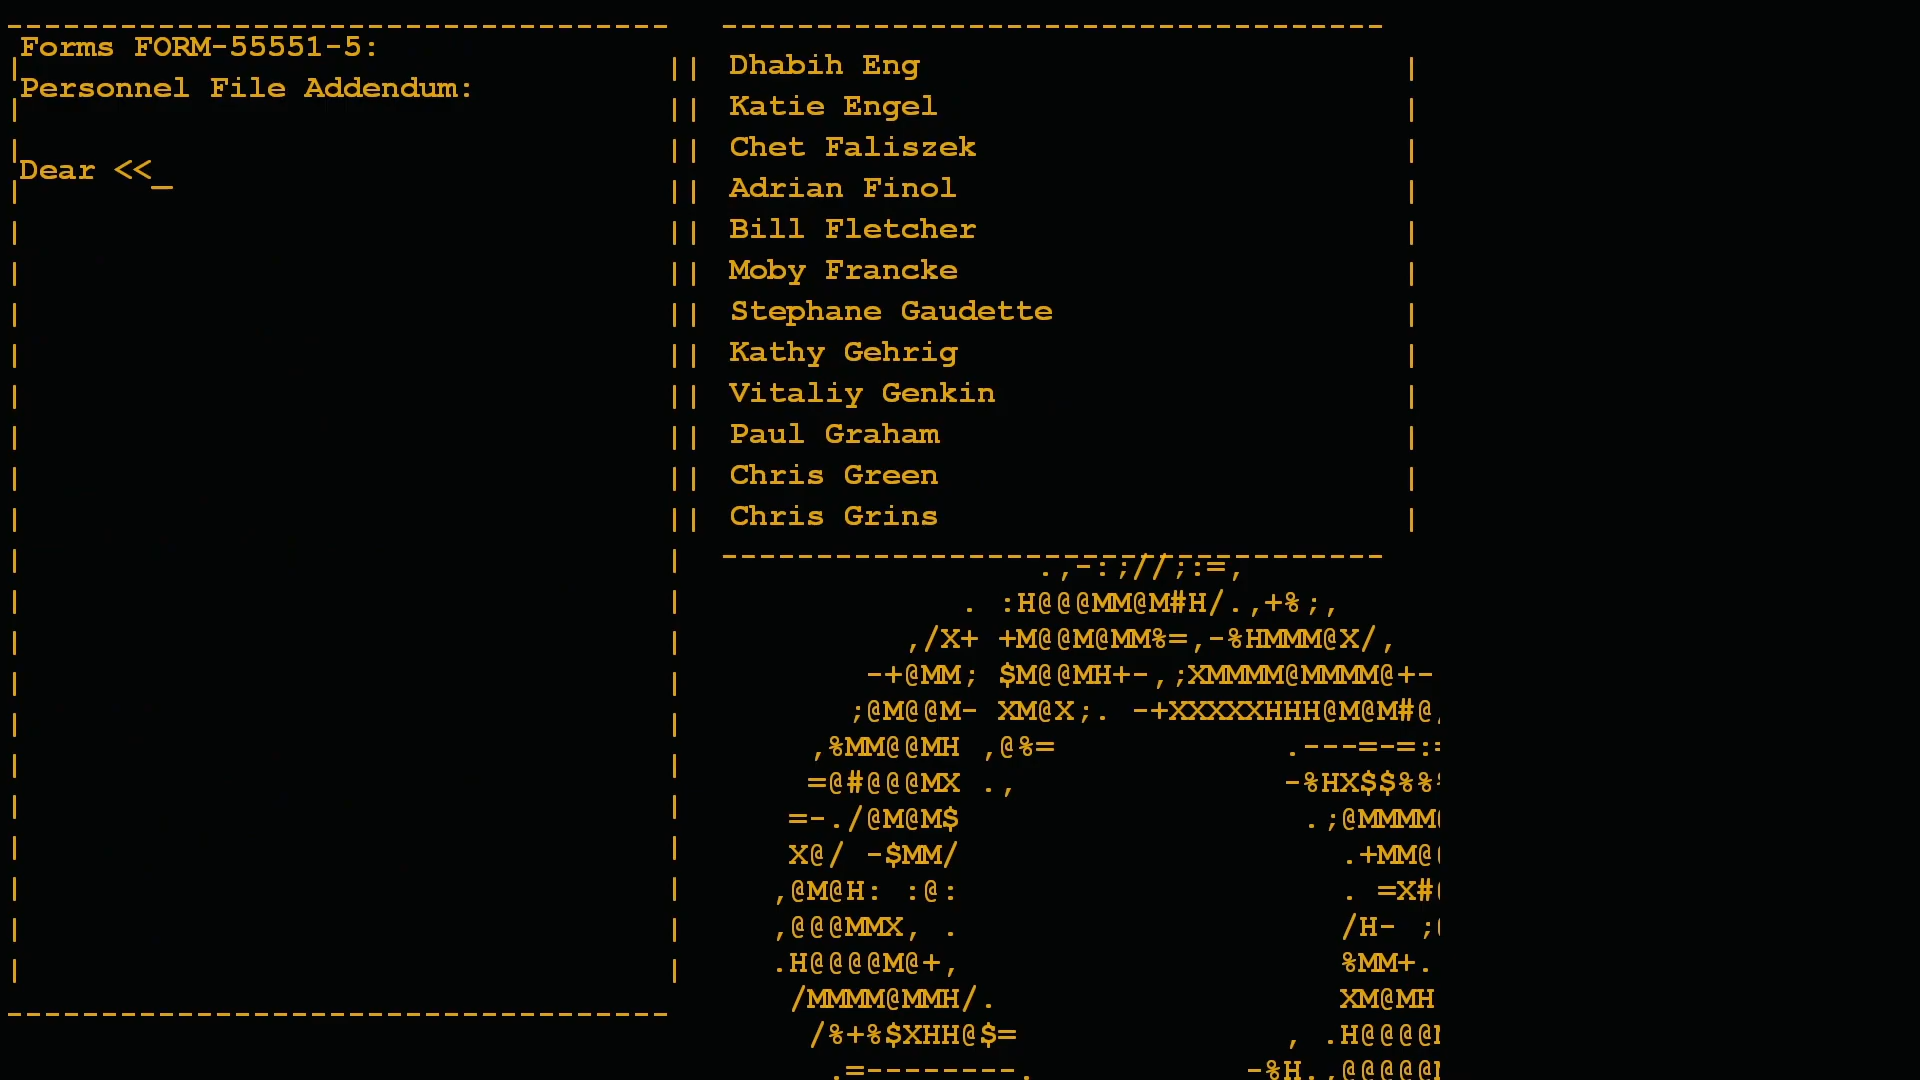 Forms FORM-55551-5:
Personnel File Addendum:
Dear <<_
Dhabih Eng
Katie Engel
Chet Faliszek
Adrian Finol
Bill Fletcher
Moby Francke
Stephane Gaudette
Kathy Gehrig
Vitaliy Genkin
Paul Graham
Chris Green
Chris Grins